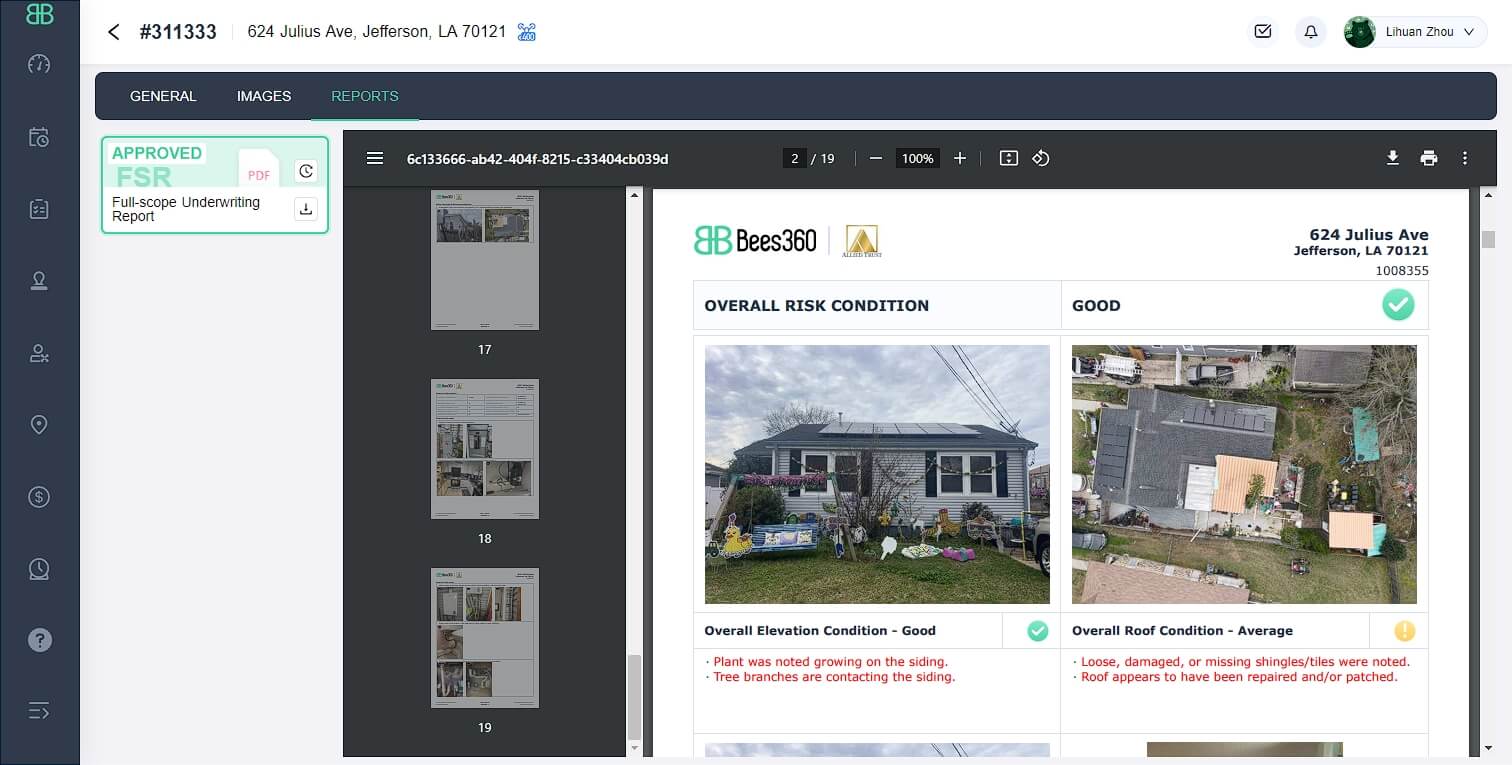 #311333
624 Julius Ave, Jefferson, LA 70121
Lihuan Zhou
GENERAL
IMAGES
REPORTS
APPROVED
FSR
PDF
Full-scope Underwriting
Report
6c133666-ab42-404f-8215-c33404cb039d
2 / 19
100%
17
18
19
Bees360
ALLIED TRUST
624 Julius Ave
Jefferson, LA 70121
1008355
OVERALL RISK CONDITION
GOOD
Overall Elevation Condition - Good
Overall Roof Condition - Average
· Plant was noted growing on the siding.
· Tree branches are contacting the siding.
· Loose, damaged, or missing shingles/tiles were noted.
· Roof appears to have been repaired and/or patched.